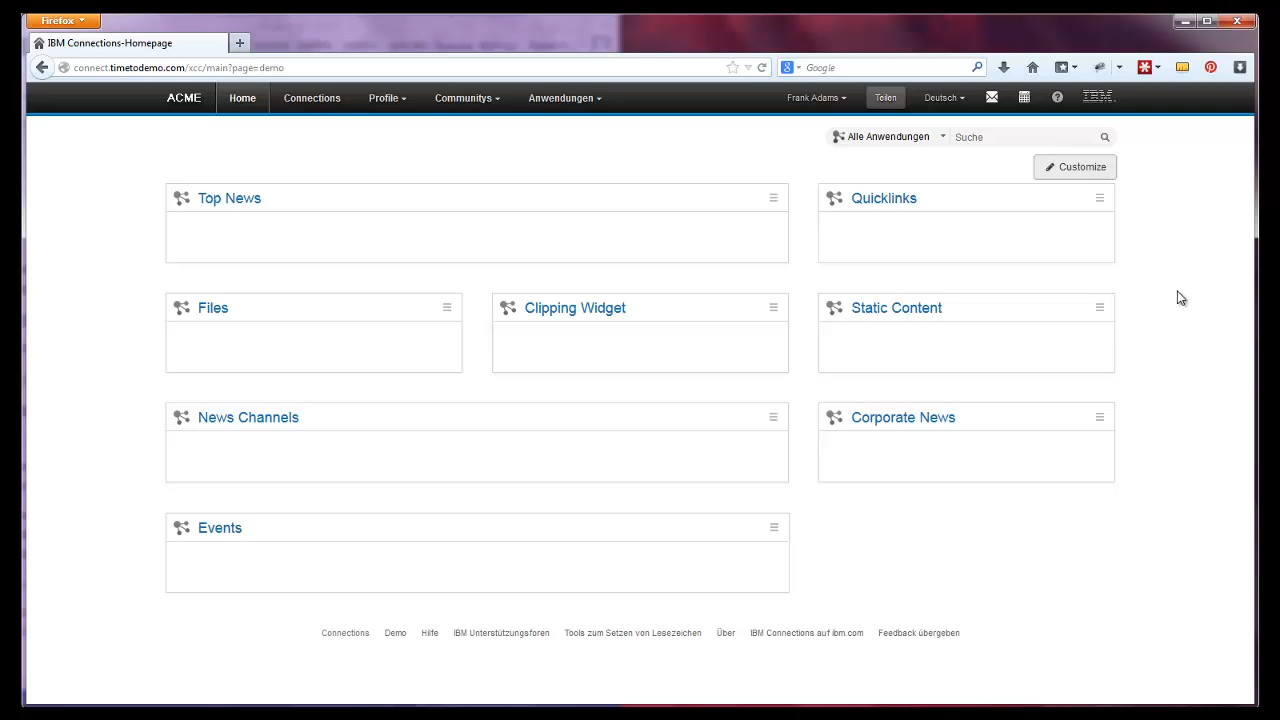 Firefox
IBM Connections-Homepage
connect.timetodemo.com/xcc/main?page=demo
Google
ACME Home Connections Profile Communitys Anwendungen Frank Adams Teilen Deutsch IBM
Alle Anwendungen Suche
Customize
Top News Quicklinks
Files Clipping Widget Static Content
News Channels Corporate News
Events
Connections Demo Hilfe IBM Unterstützungsforen Tools zum Setzen von Lesezeichen Über IBM Connections auf ibm.com Feedback übergeben